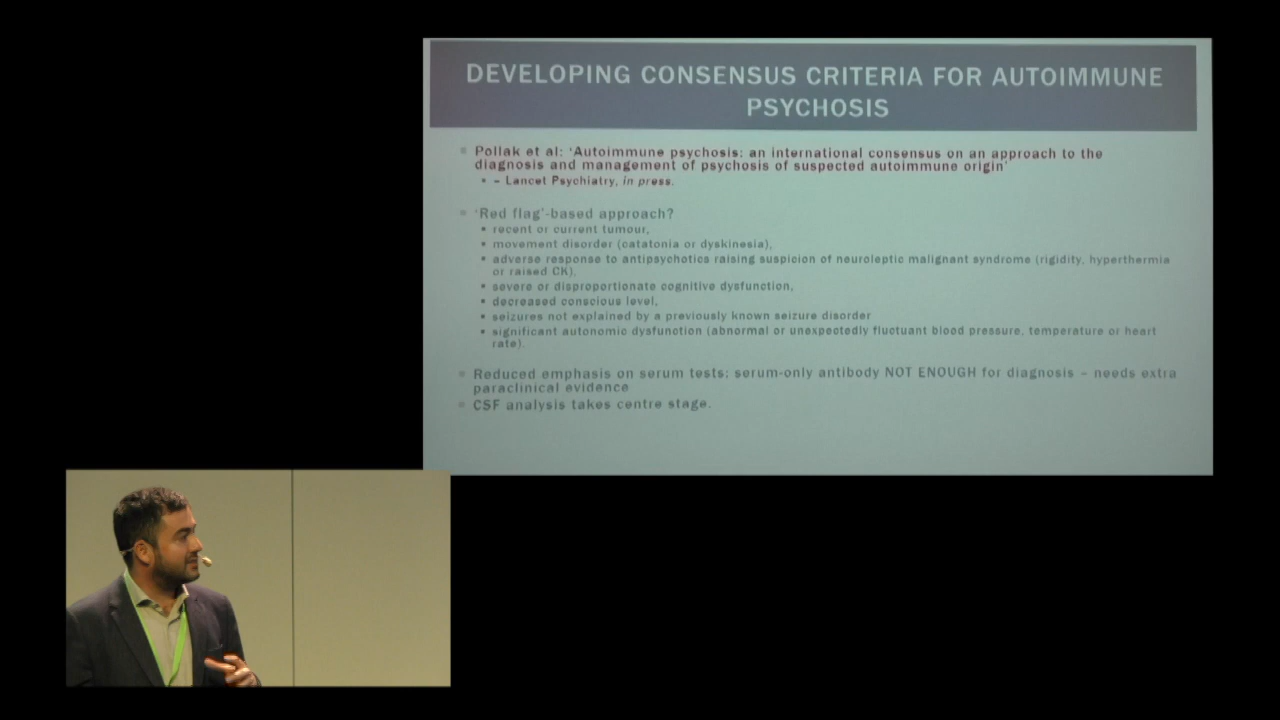 DEVELOPING CONSENSUS CRITERIA FOR AUTOIMMUNE
PSYCHOSIS
Pollak et al: ‘Autoimmune psychosis: an international consensus on an approach to the
diagnosis and management of psychosis of suspected autoimmune origin’
– Lancet Psychiatry, in press.
‘Red flag’-based approach?
recent or current tumour,
movement disorder (catatonia or dyskinesia),
adverse response to antipsychotics raising suspicion of neuroleptic malignant syndrome (rigidity, hyperthermia
or raised CK),
severe or disproportionate cognitive dysfunction,
decreased conscious level,
seizures not explained by a previously known seizure disorder
significant autonomic dysfunction (abnormal or unexpectedly fluctuant blood pressure, temperature or heart
rate).
Reduced emphasis on serum tests: serum-only antibody NOT ENOUGH for diagnosis – needs extra
paraclinical evidence
CSF analysis takes centre stage.